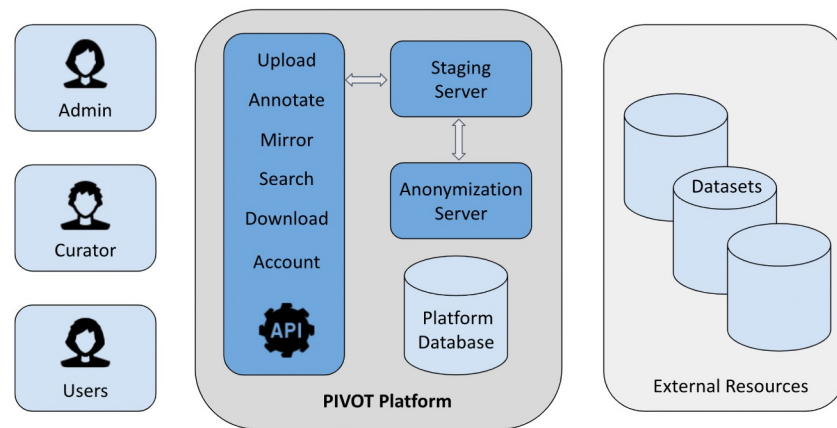 Admin
Curator
Users
Upload
Annotate
Mirror
Search
Download
Account
API
Staging
Server
Anonymization
Server
Platform
Database
PIVOT Platform
Datasets
External Resources